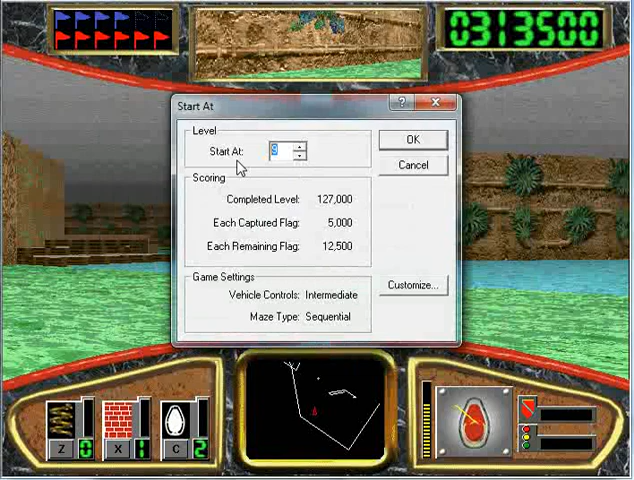 0313500
Start At
Level
Start At: 9
OK
Cancel
Scoring
Completed Level: 127,000
Each Captured Flag: 5,000
Each Remaining Flag: 12,500
Game Settings
Vehicle Controls: Intermediate
Maze Type: Sequential
Customize...
Z 0 X 1 C 2